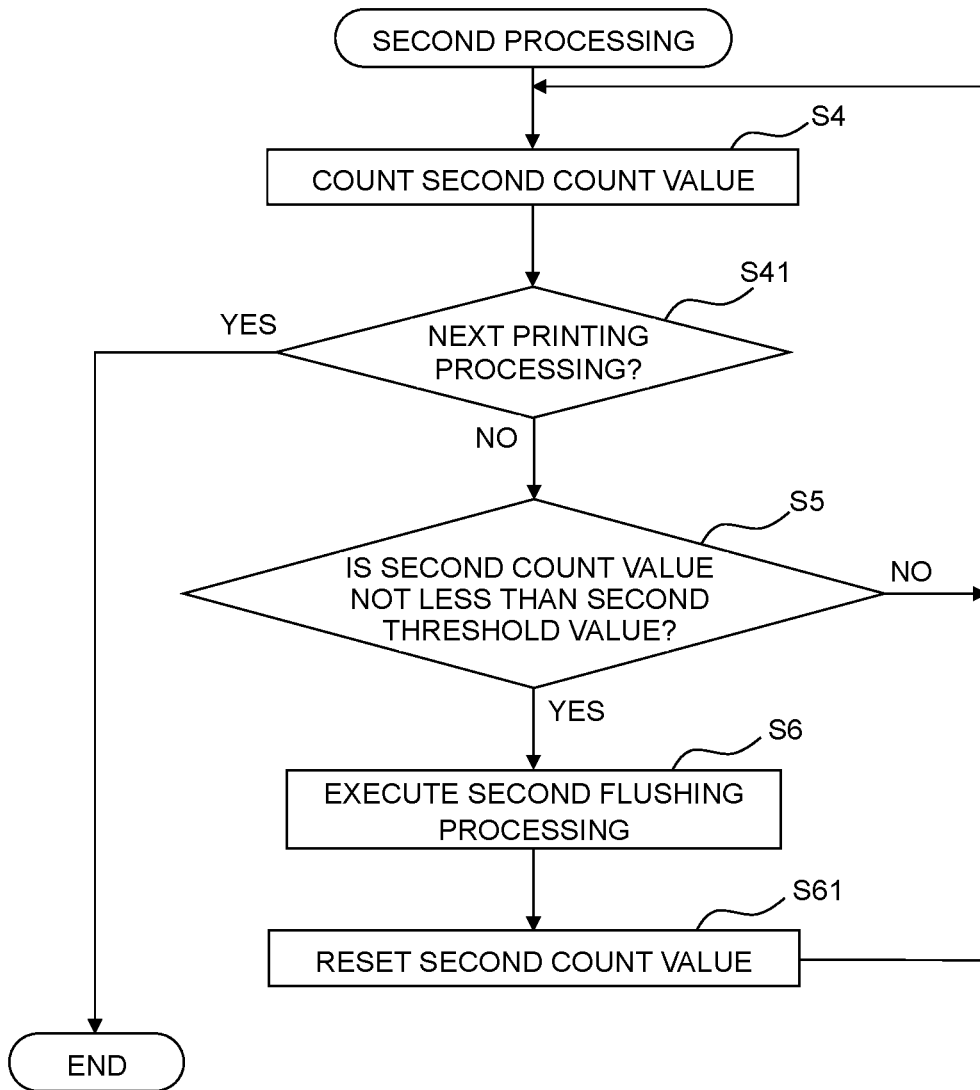 SECOND PROCESSING
S4
COUNT SECOND COUNT VALUE
S41
YES
NEXT PRINTING
PROCESSING?
NO
S5
IS SECOND COUNT VALUE
NOT LESS THAN SECOND
THRESHOLD VALUE?
NO
YES
S6
EXECUTE SECOND FLUSHING
PROCESSING
S61
RESET SECOND COUNT VALUE
END